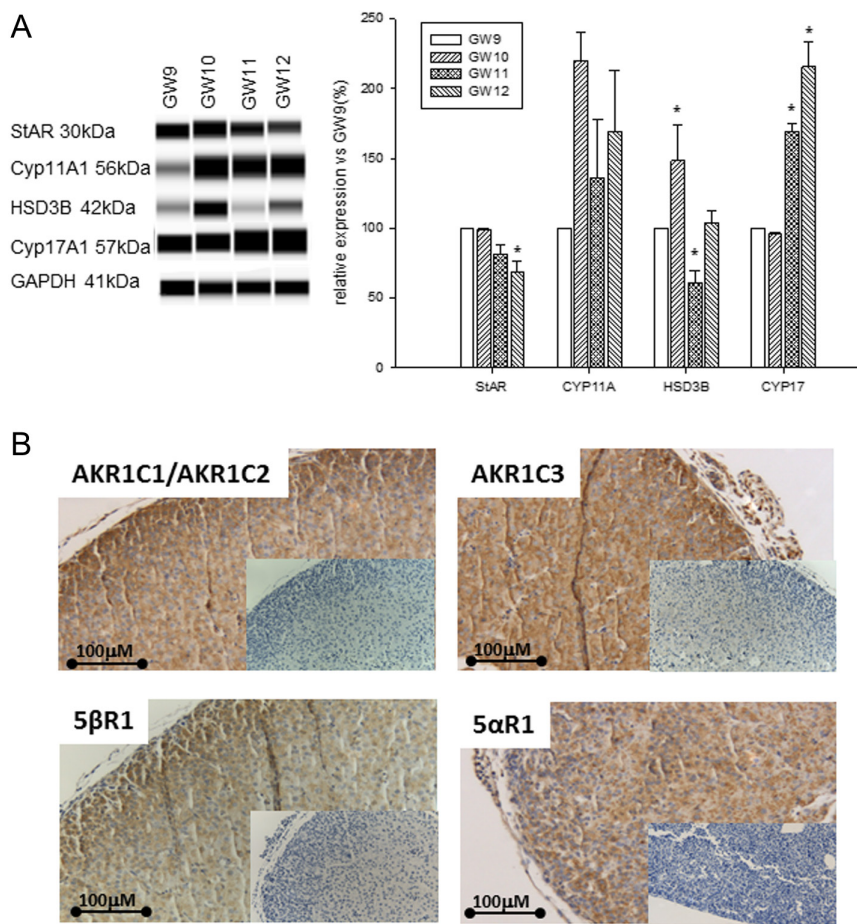 A
GW9
GW10
GW11
GW12
StAR 30kDa
Cyp11A1 56kDa
HSD3B 42kDa
Cyp17A1 57kDa
GAPDH 41kDa
relative expression vs GW9(%)
250
200
150
100
50
0
GW9
GW10
GW11
GW12
*
*
*
*
*
StAR
CYP11A
HSD3B
CYP17
B
AKR1C1/AKR1C2
100µM
AKR1C3
100µM
5βR1
100µM
5αR1
100µM